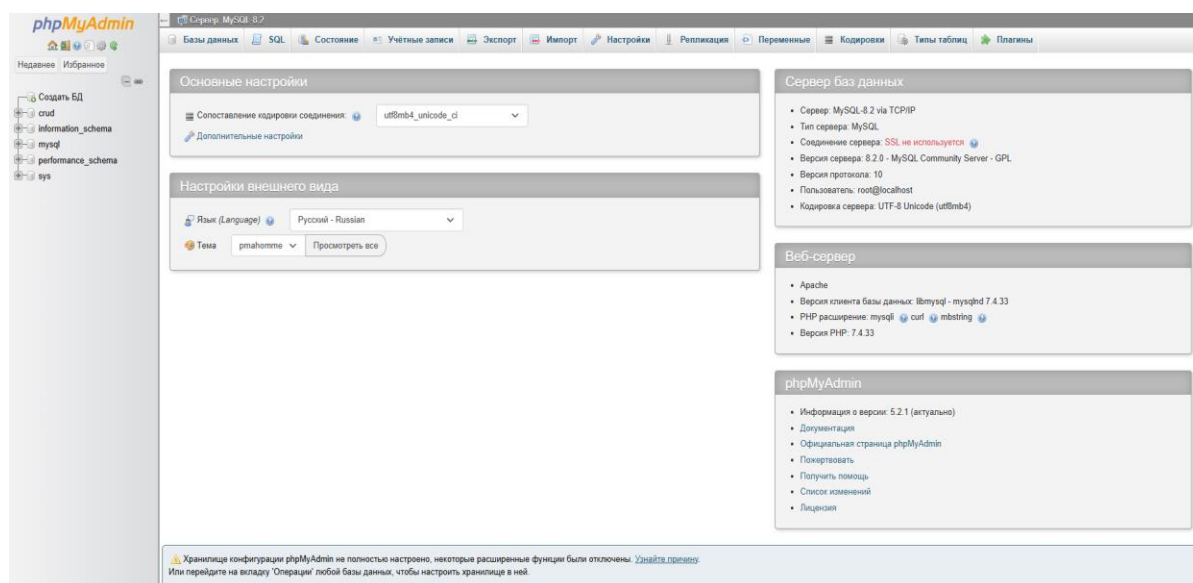 phpMyAdmin
Недавнее Избранное
Создать БД
crud
information_schema
mysql
performance_schema
sys
Сервер: MySQL-8.2
Базы данных SQL Состояние Учётные записи Экспорт Импорт Настройки Репликация Переменные Кодировки Типы таблиц Плагины
Основные настройки
Сопоставление кодировки соединения: utf8mb4_unicode_ci
Дополнительные настройки
Настройки внешнего вида
Язык (Language) Русский - Russian
Тема pmahomme Просмотреть все
Сервер баз данных
• Сервер: MySQL-8.2 via TCP/IP
• Тип сервера: MySQL
• Соединение сервера: SSL не используется
• Версия сервера: 8.2.0 - MySQL Community Server - GPL
• Версия протокола: 10
• Пользователь: root@localhost
• Кодировка сервера: UTF-8 Unicode (utf8mb4)
Веб-сервер
• Apache
• Версия клиента базы данных: libmysql - mysqlnd 7.4.33
• PHP расширение: mysqli curl mbstring
• Версия PHP: 7.4.33
phpMyAdmin
• Информация о версии: 5.2.1 (актуально)
• Документация
• Официальная страница phpMyAdmin
• Пожертвовать
• Получить помощь
• Список изменений
• Лицензия
Хранилище конфигурации phpMyAdmin не полностью настроено, некоторые расширенные функции были отключены. Узнайте причину.
Или перейдите на вкладку 'Операции' любой базы данных, чтобы настроить хранилище в ней.